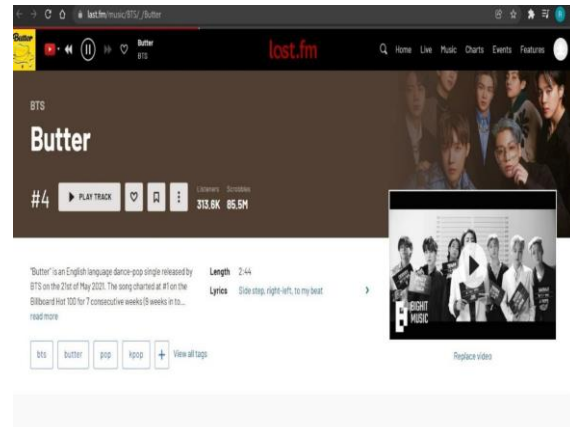 last.fm/music/BTS/_/Butter
Butter
Butter
BTS
last.fm
Home Live Music Charts Events Features
BTS
Butter
#4
PLAY TRACK
Listeners Scrobbles
313.6K 85.5M
"Butter" is an English language dance-pop single released by
BTS on the 21st of May 2021. The song charted at #1 on the
Billboard Hot 100 for 7 consecutive weeks (9 weeks in to...
read more
Length 2:44
Lyrics Side step, right-left, to my beat
bts butter pop kpop + View all tags
BIGHIT
MUSIC
Replace video